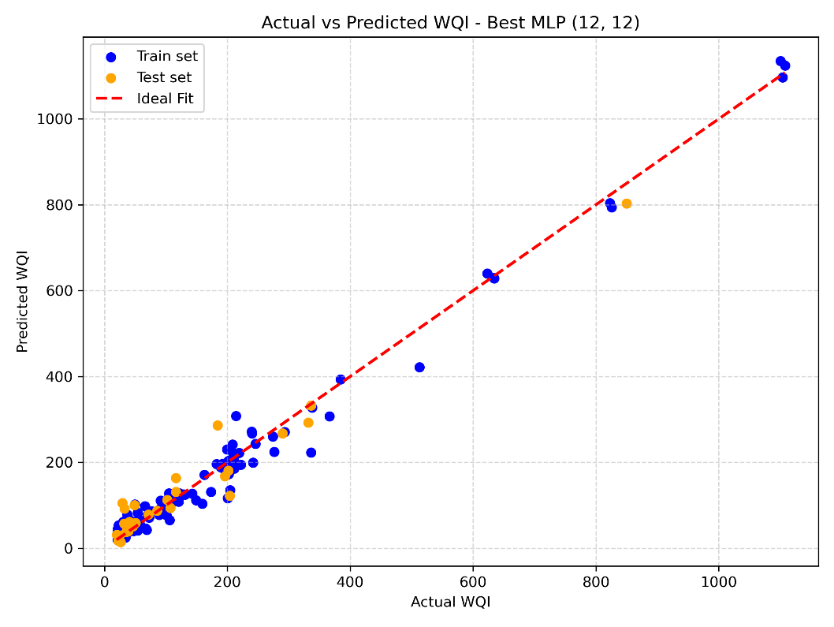 Actual vs Predicted WQI - Best MLP (12, 12)
Train set
Test set
Ideal Fit
Predicted WQI
1000
800
600
400
200
0
0 200 400 600 800 1000
Actual WQI